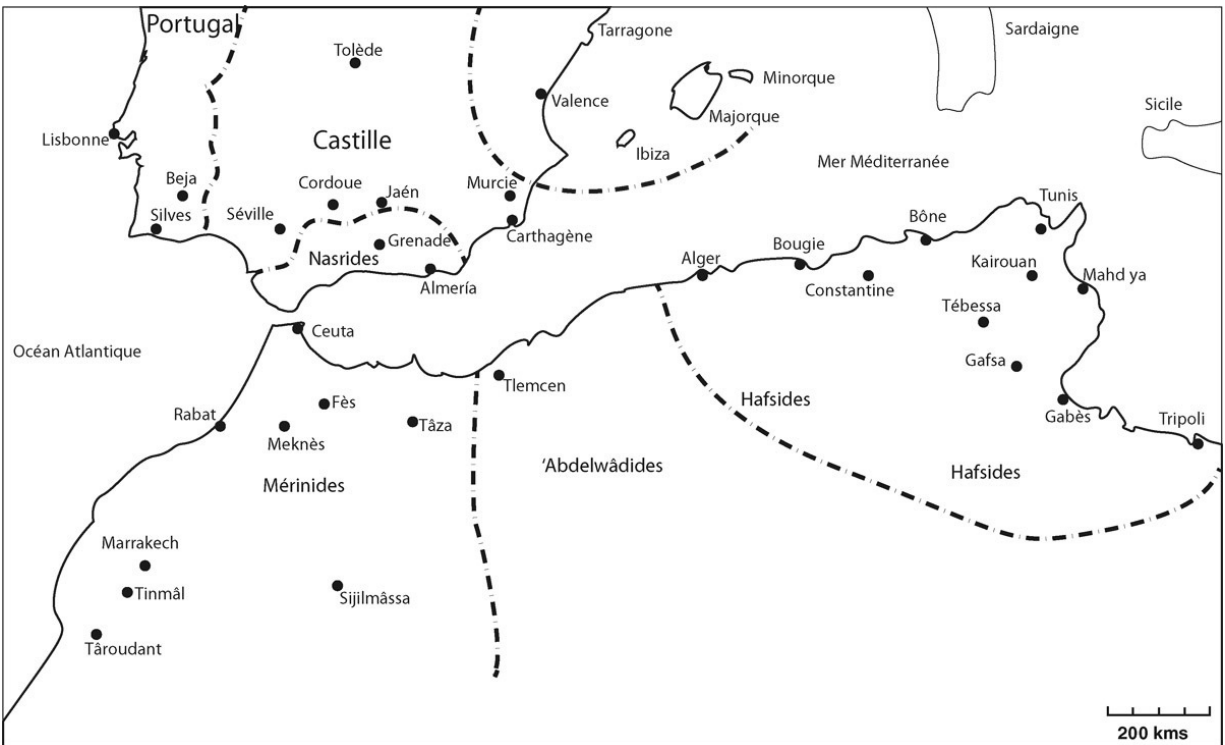 Portugal
Tarragone
Sardaigne
Tolède
Minorque
Valence
Majorque
Sicile
Lisbonne
Castille
Ibiza
Mer Méditerranée
Beja
Cordoue
Jaén
Murcie
Tunis
Silves
Séville
Bône
Carthagène
Grenade
Bougie
Nasrides
Alger
Kairouan
Mahd ya
Almería
Constantine
Tébessa
Ceuta
Océan Atlantique
Gafsa
Tlemcen
Fès
Hafsides
Rabat
Tâza
Gabès
Tripoli
Meknès
'Abdelwâdides
Hafsides
Mérinides
Marrakech
Tinmâl
Sijilmâssa
Târoudant
200 kms